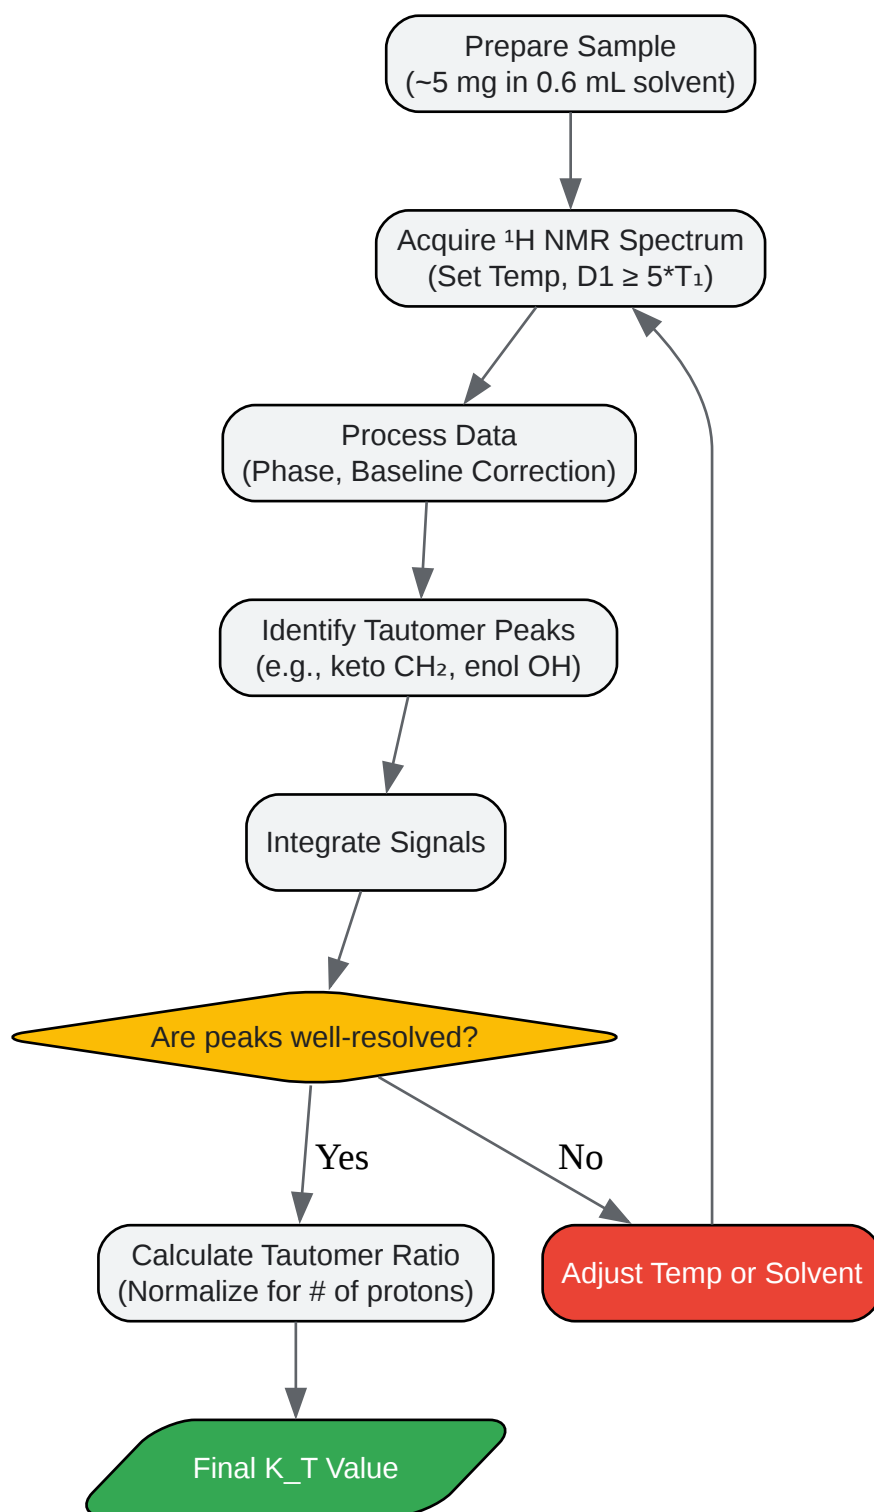 Prepare Sample
(~5 mg in 0.6 mL solvent)
Acquire ¹H NMR Spectrum
(Set Temp, D1 ≥ 5*T₁)
Process Data
(Phase, Baseline Correction)
Identify Tautomer Peaks
(e.g., keto CH₂, enol OH)
Integrate Signals
Are peaks well-resolved?
Yes
No
Calculate Tautomer Ratio
(Normalize for # of protons)
Adjust Temp or Solvent
Final K_T Value